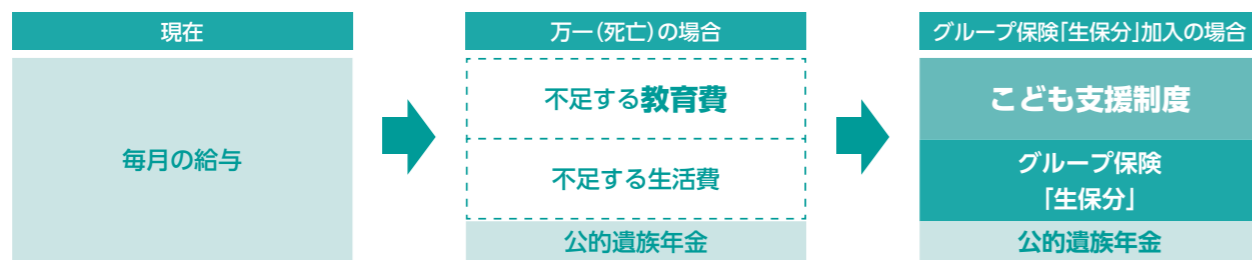 現在
毎月の給与
万一(死亡)の場合
不足する教育費
不足する生活費
公的遺族年金
グループ保険「生保分」加入の場合
こども支援制度
グループ保険
「生保分」
公的遺族年金